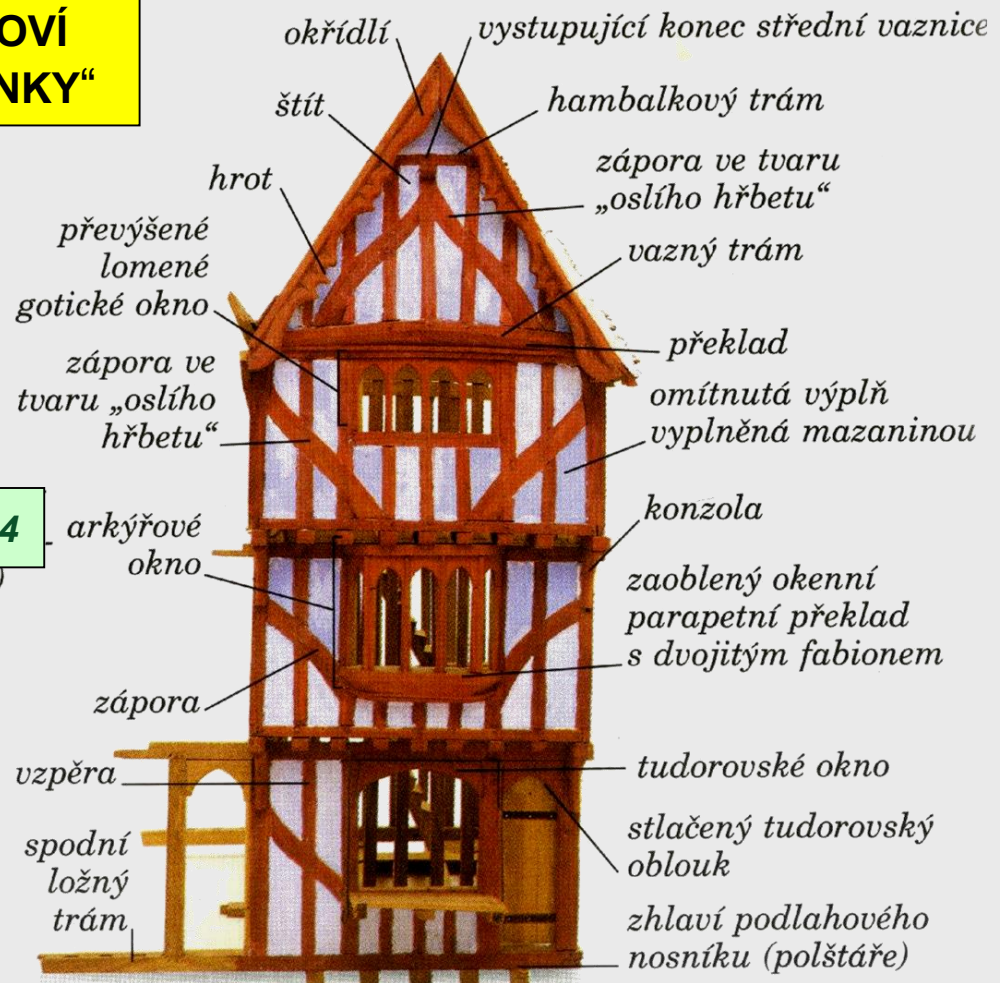 OVÍ
NKY“
okřídlí
vystupující konec střední vaznice
štít
hambalkový trám
hrot
zápora ve tvaru
„oslího hřbetu“
převýšené
lomené
gotické okno
vazný trám
překlad
zápora ve
tvaru „oslího
hřbetu“
omítnutá výplň
vyplněná mazaninou
4
arkýřové
okno
konzola
zaoblený okenní
parapetní překlad
s dvojitým fabionem
zápora
vzpěra
tudorovské okno
spodní
ložný
trám
stlačený tudorovský
oblouk
zhlaví podlahového
nosníku (polštáře)